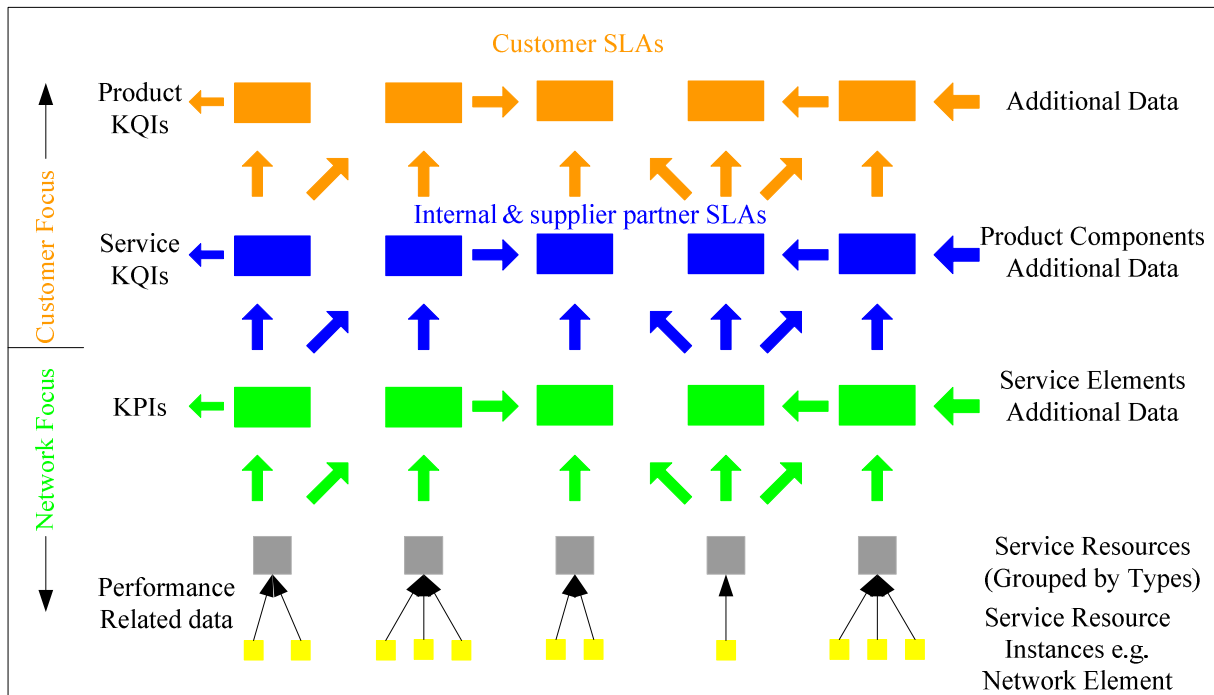 Customer SLAs
Product
KQIs
Additional Data
Customer Focus
Internal & supplier partner SLAs
Service
KQIs
Product Components
Additional Data
Network Focus
KPIs
Service Elements
Additional Data
Performance
Related data
Service Resources
(Grouped by Types)
Service Resource
Instances e.g.
Network Element